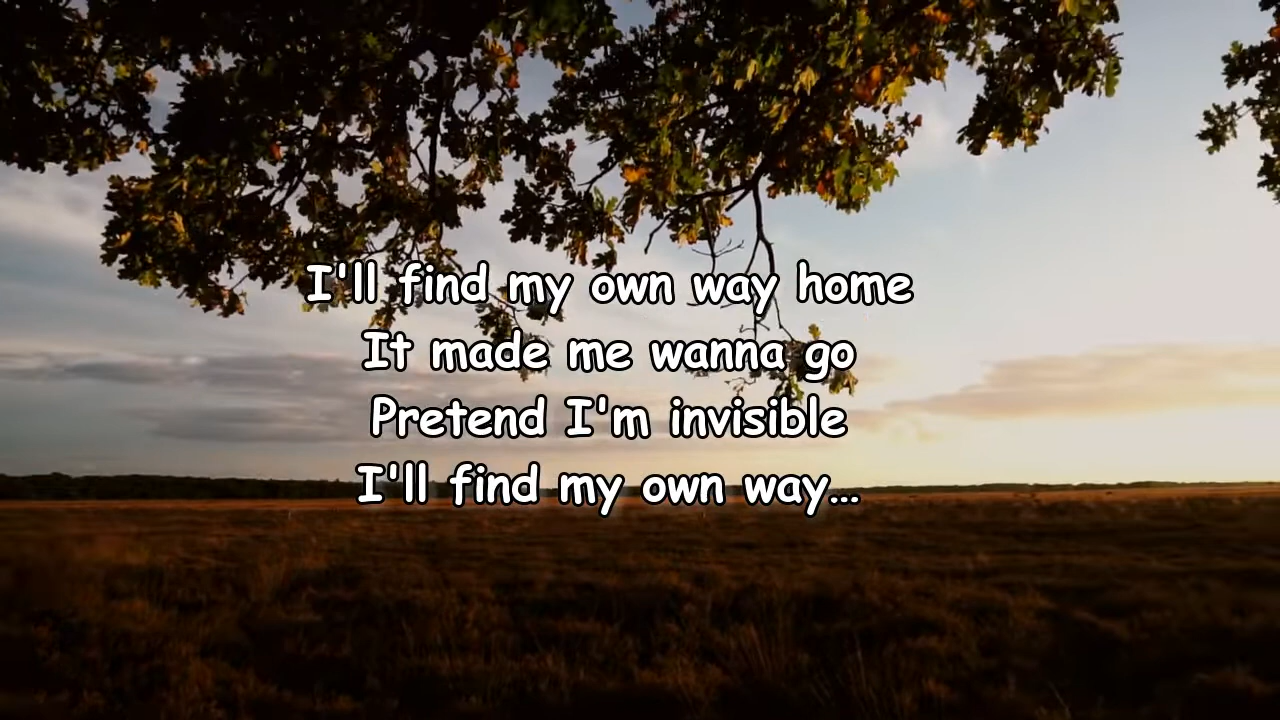 I'll find my own way home
It made me wanna go
Pretend I'm invisible
I'll find my own way...